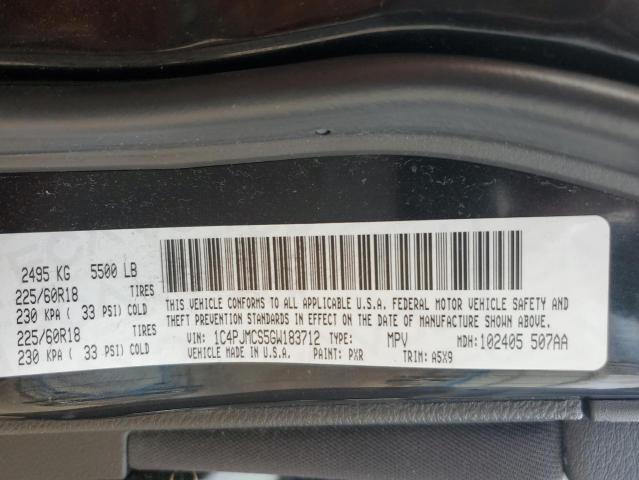 2495 KG 5500 LB
225/60R18 TIRES
230 KPA ( 33 PSI) COLD
225/60R18 TIRES
230 KPA ( 33 PSI) COLD
THIS VEHICLE CONFORMS TO ALL APPLICABLE U.S.A. FEDERAL MOTOR VEHICLE SAFETY AND
THEFT PREVENTION STANDARDS IN EFFECT ON THE DATE OF MANUFACTURE SHOWN ABOVE.
VIN: 1C4PJMCS5GW183712 TYPE: MPV MDH: 102405 507AA
MADE IN U.S.A. PAINT: PXR TRIM: A5X9